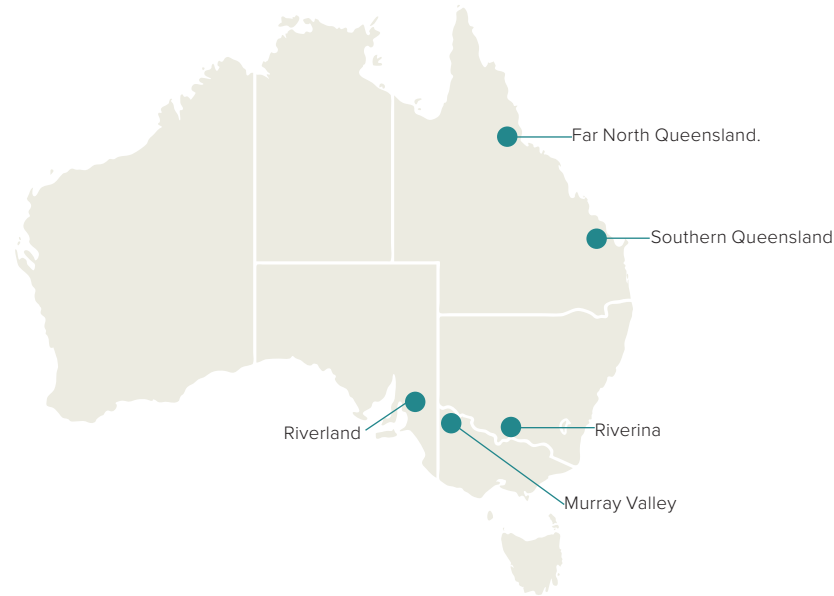 Far North Queensland.
Southern Queensland
Riverland
Riverina
Murray Valley